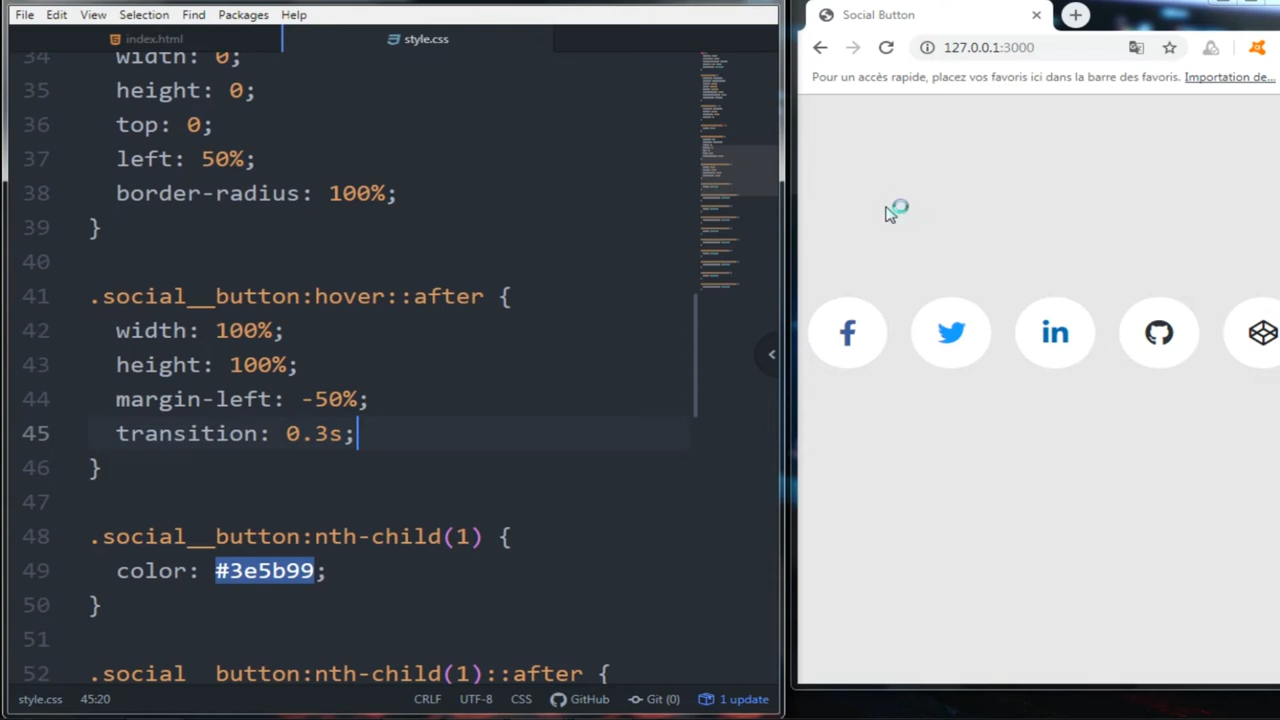 File Edit View Selection Find Packages Help
index.html
style.css
34 width: 0;
35 height: 0;
36 top: 0;
37 left: 50%;
38 border-radius: 100%;
39 }
40
41 .social__button:hover::after {
42 width: 100%;
43 height: 100%;
44 margin-left: -50%;
45 transition: 0.3s;
46 }
47
48 .social__button:nth-child(1) {
49 color: #3e5b99;
50 }
51
52 .social__button:nth-child(1)::after {
style.css 45:20 CRLF UTF-8 CSS GitHub Git (0) 1 update
Social Button
127.0.0.1:3000
Pour un accès rapide, placez vos favoris ici dans la barre des favoris. Importation de...
f
in